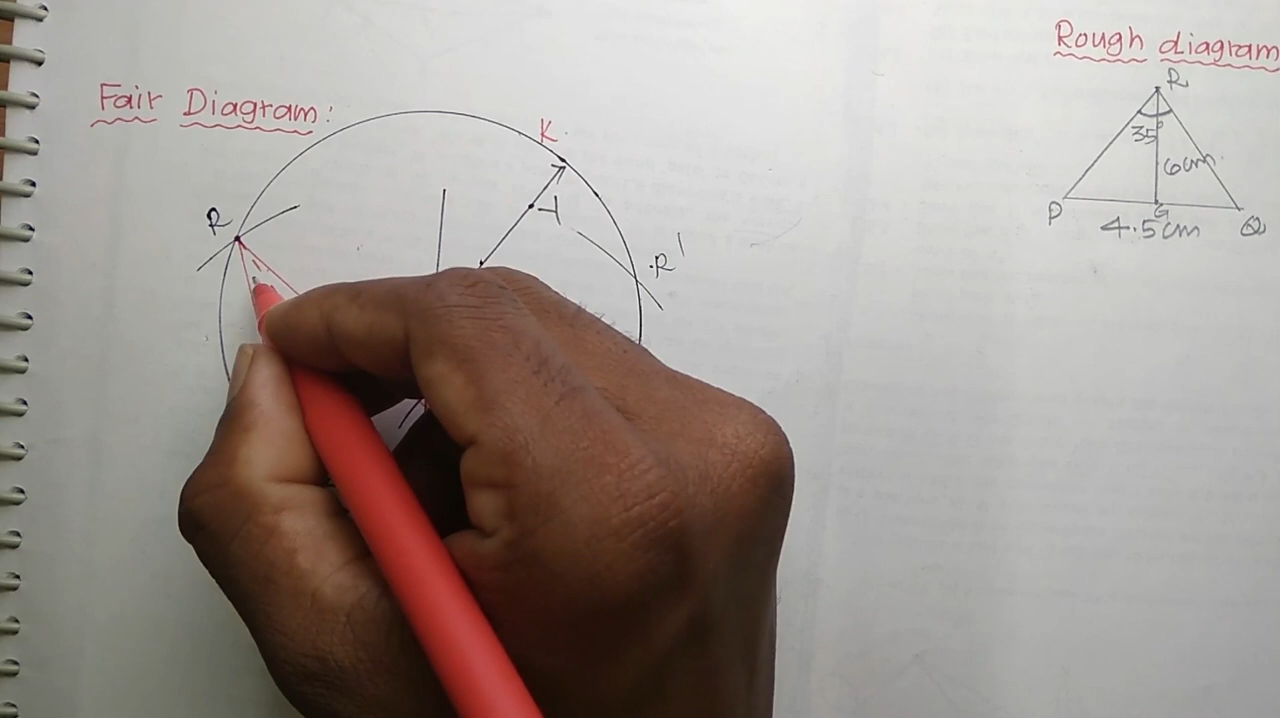 Rough diagram
R
35°
6cm
P
G
Q
4.5cm
Fair Diagram:
K
R
R'